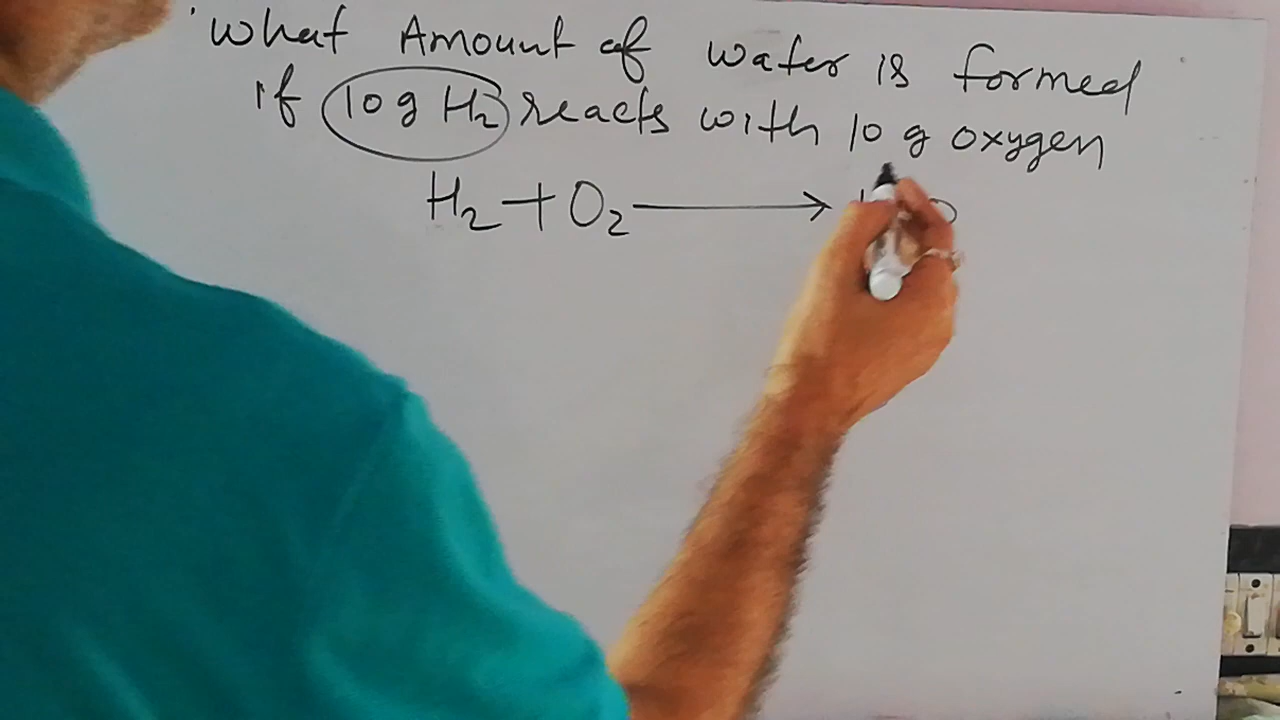 What Amount of water is formed
if 10 g H2 reacts with 10 g oxygen
H2 + O2 →